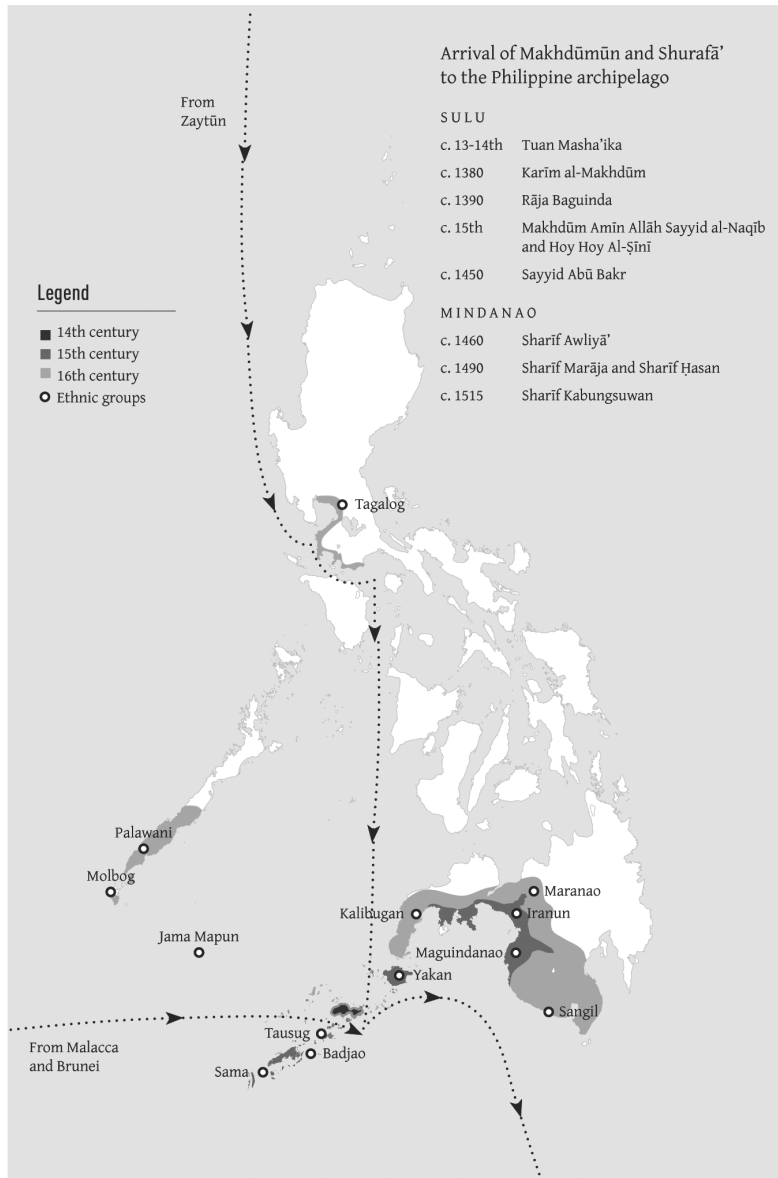 Arrival of Makhdūmūn and Shurafā’
to the Philippine archipelago
SULU
c. 13-14th Tuan Masha’ika
c. 1380 Karīm al-Makhdūm
c. 1390 Rāja Baguinda
c. 15th Makhdūm Amīn Allāh Sayyid al-Naqīb
and Hoy Hoy Al-Ṣīnī
c. 1450 Sayyid Abū Bakr
MINDANAO
c. 1460 Sharīf Awliyā’
c. 1490 Sharīf Marāja and Sharīf Ḥasan
c. 1515 Sharīf Kabungsuwan
From
Zaytūn
Legend
14th century
15th century
16th century
Ethnic groups
Tagalog
Palawani
Molbog
Jama Mapun
Kalibugan
Maranao
Iranun
Maguindanao
Yakan
Sangil
Tausug
Badjao
Sama
From Malacca
and Brunei